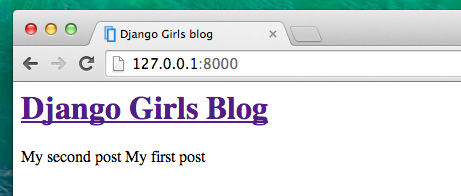 Django Girls blog
127.0.0.1:8000
Django Girls Blog
My second post My first post